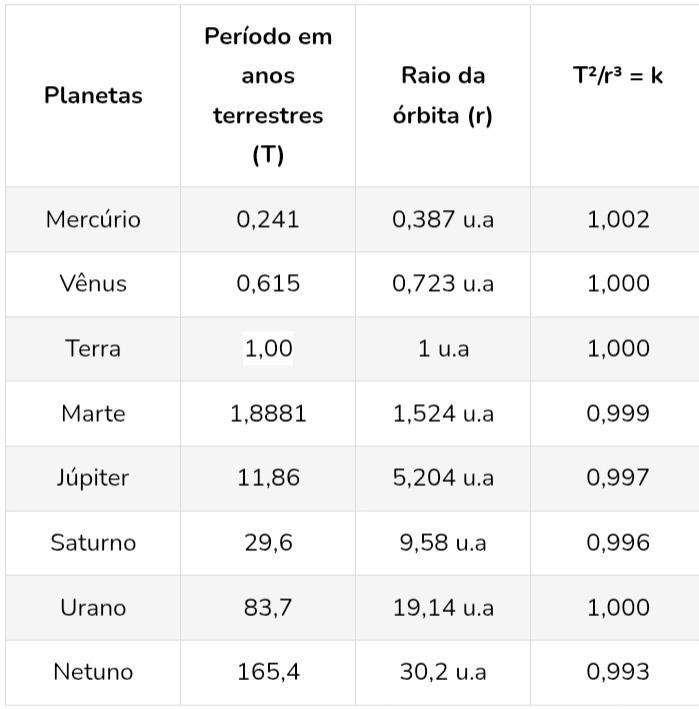 Planetas Período em anos terrestres (T) Raio da órbita (r) T²/r³ = k
Mercúrio 0,241 0,387 u.a 1,002
Vênus 0,615 0,723 u.a 1,000
Terra 1,00 1 u.a 1,000
Marte 1,8881 1,524 u.a 0,999
Júpiter 11,86 5,204 u.a 0,997
Saturno 29,6 9,58 u.a 0,996
Urano 83,7 19,14 u.a 1,000
Netuno 165,4 30,2 u.a 0,993